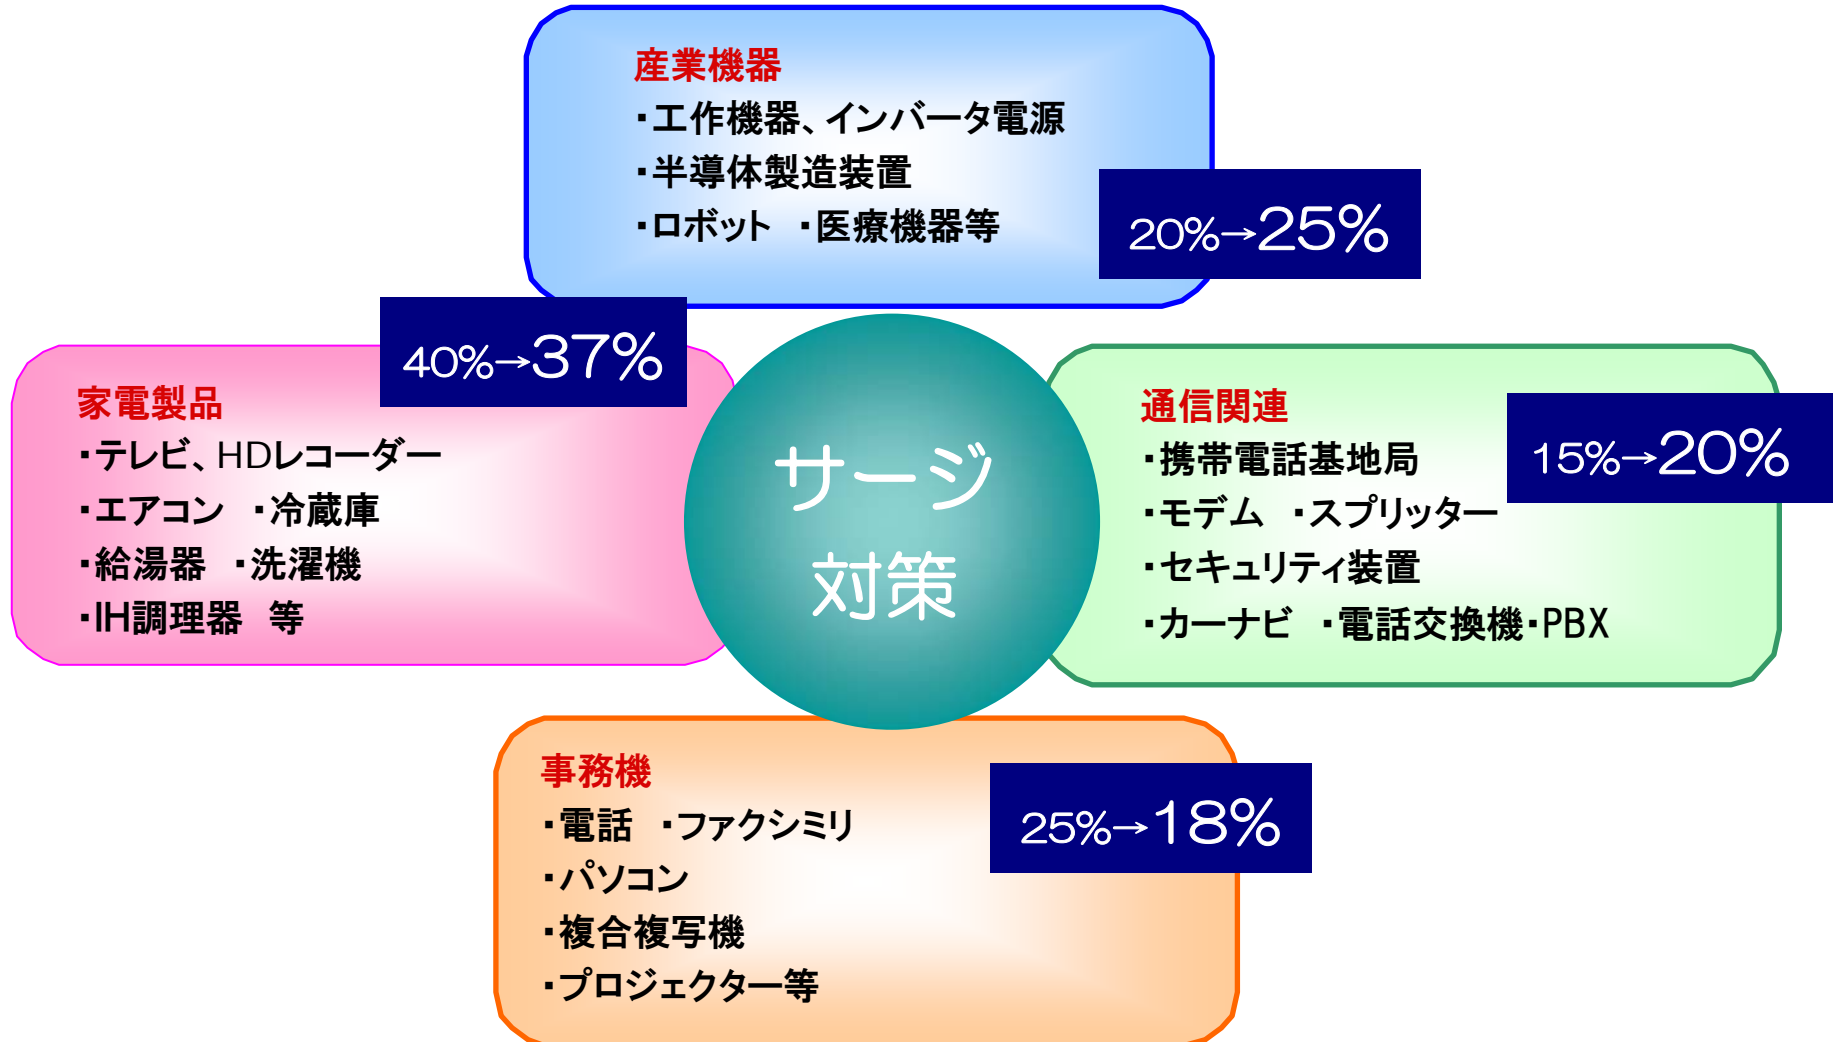 産業機器
・工作機器、インバータ電源
・半導体製造装置
・ロボット　・医療機器等
20%→25%
40%→37%
家電製品
・テレビ、HDレコーダー
・エアコン　・冷蔵庫
・給湯器　・洗濯機
・IH調理器　等
サージ
対策
通信関連
・携帯電話基地局
・モデム　・スプリッター
・セキュリティ装置
・カーナビ　・電話交換機・PBX
15%→20%
事務機
・電話　・ファクシミリ
・パソコン
・複合複写機
・プロジェクター等
25%→18%